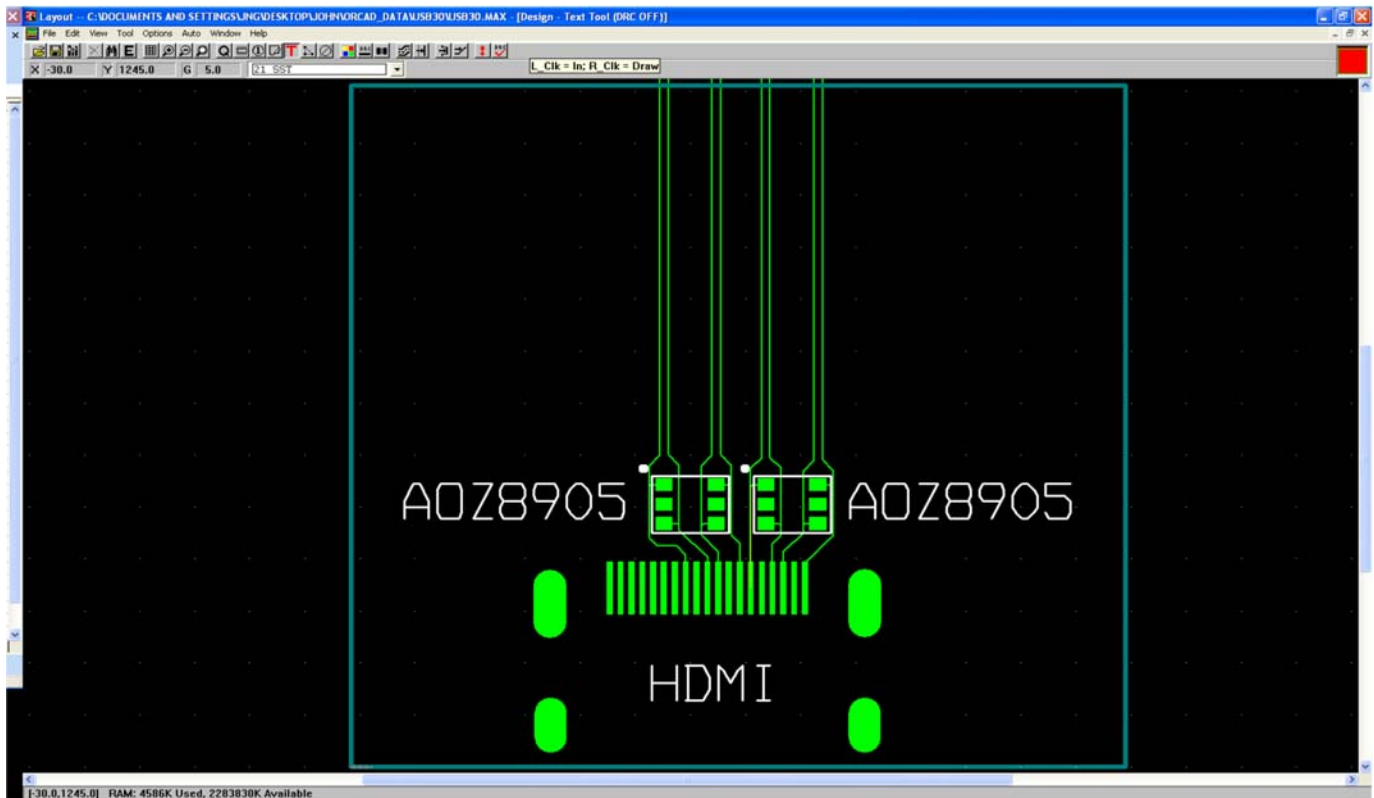 Layout -- C:\DOCUMENTS AND SETTINGS\JNG\DESKTOP\JOHN\ORCAD_DATA\USB30\USB30.MAX - [Design - Text Tool (DRC OFF)]
File Edit View Tool Options Auto Window Help
X -30.0 Y 1245.0 G 5.0 21 SST L_Clk = In; R_Clk = Draw
AOZ8905 AOZ8905
HDMI
[-30.0,1245.0] RAM: 4586K Used, 2283830K Available